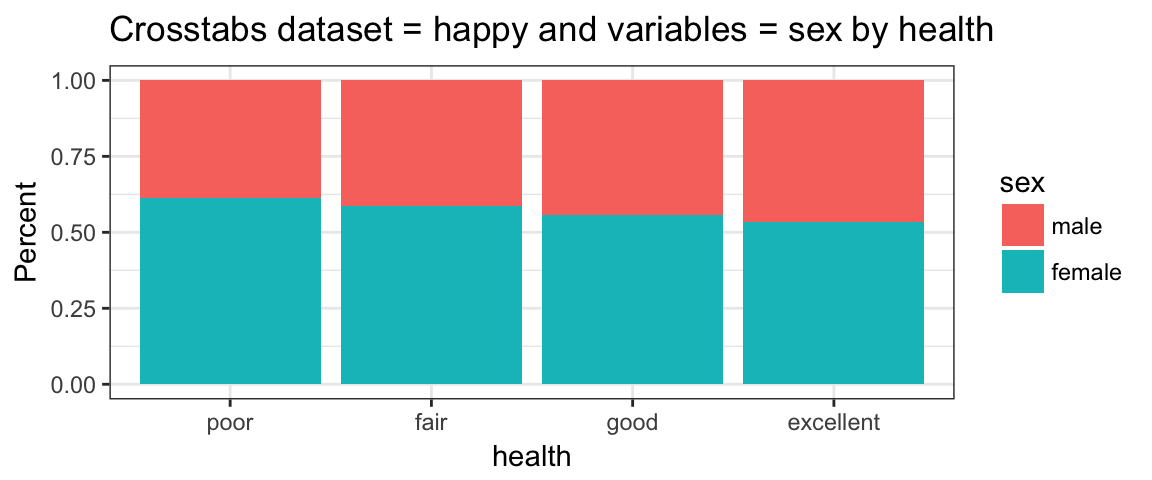 Crosstabs dataset = happy and variables = sex by health
1.00
0.75
0.50
0.25
0.00
Percent
poor fair good excellent
health
sex
male
female